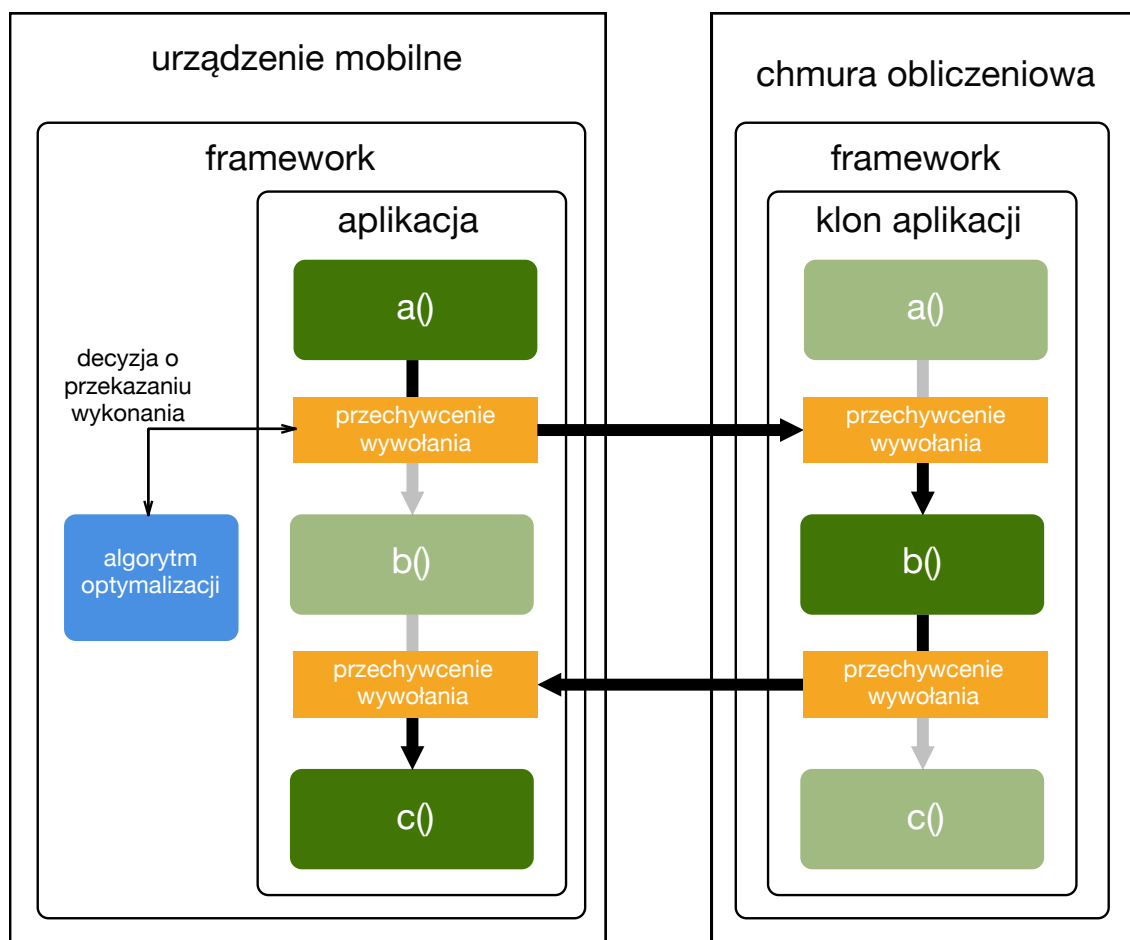 urządzenie mobilne
framework
aplikacja
a()
decyzja o
przekazaniu
wykonania
przechywcenie
wywołania
algorytm
optymalizacji
b()
przechywcenie
wywołania
c()
chmura obliczeniowa
framework
klon aplikacji
a()
przechywcenie
wywołania
b()
przechywcenie
wywołania
c()